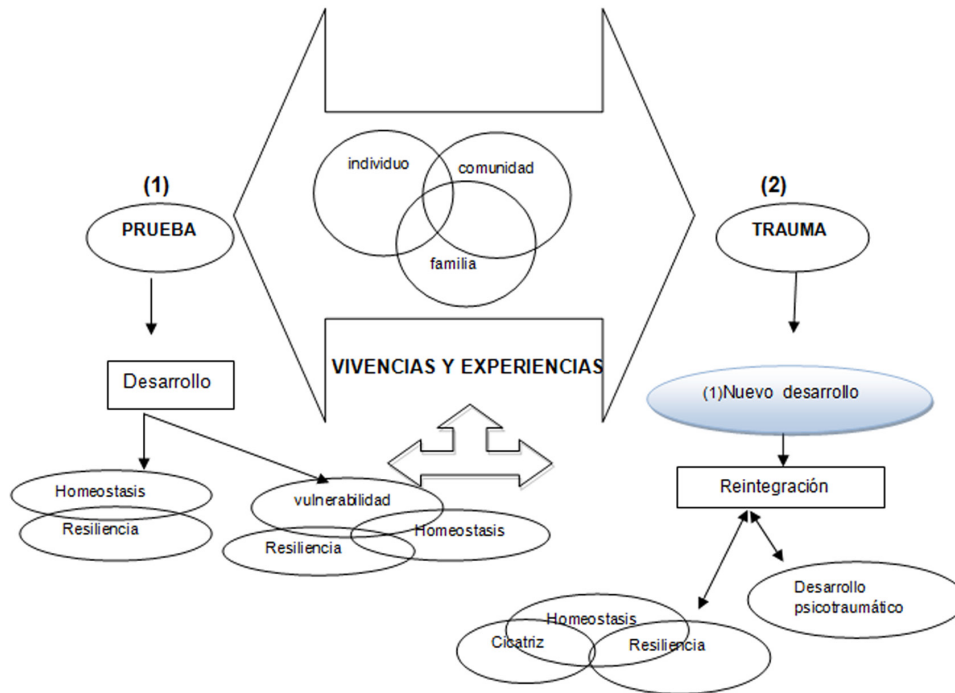 individuo
comunidad
familia
(1)
PRUEBA
(2)
TRAUMA
VIVENCIAS Y EXPERIENCIAS
Desarrollo
(1)Nuevo desarrollo
Homeostasis
Resiliencia
vulnerabilidad
Homeostasis
Resiliencia
Reintegración
Desarrollo
psicotraumático
Homeostasis
Cicatriz
Resiliencia